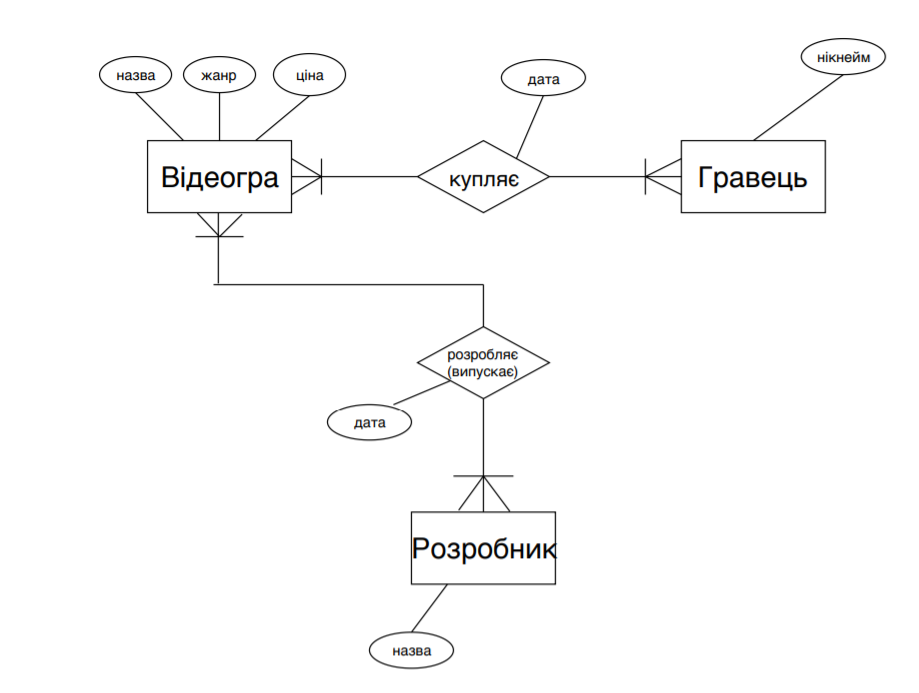 нікнейм
назва
жанр
ціна
дата
Відеогра
купляє
Гравець
розробляє
(випускає)
дата
Розробник
назва